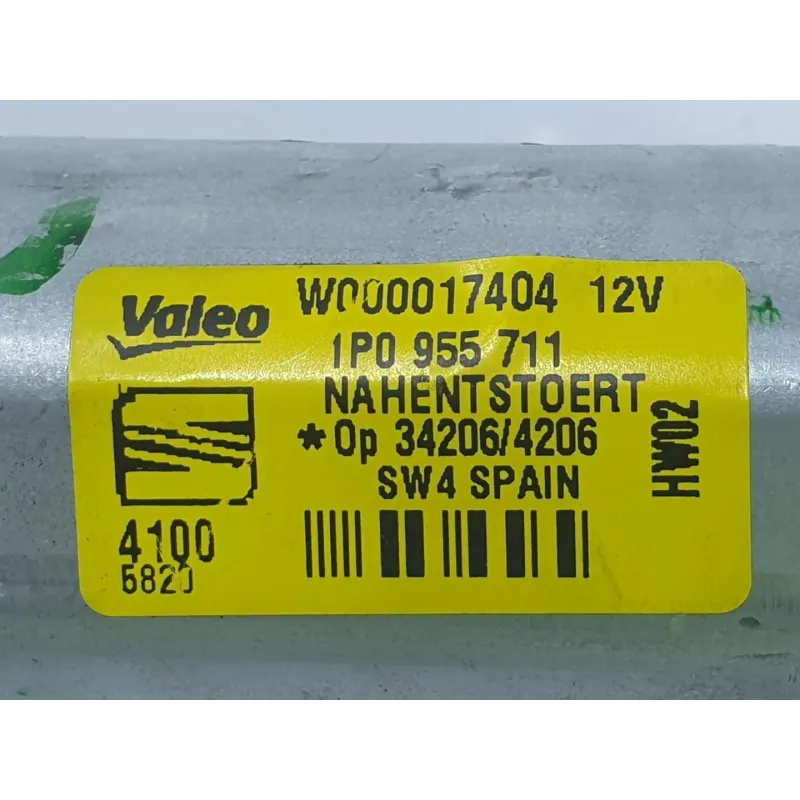 Valeo W000017404 12V
1P0 955 711
NAHENTSTOERT
*Op 34206/4206
SW4 SPAIN
HW02
4100
5820